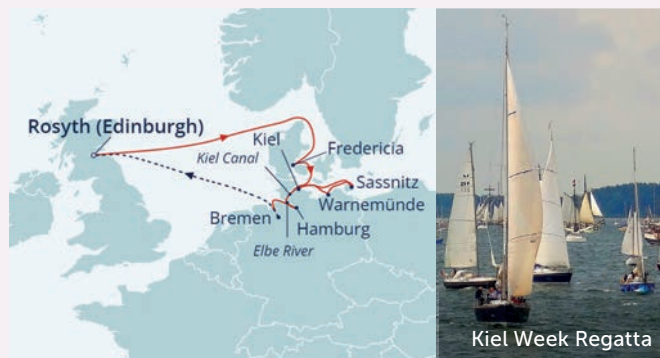 Rosyth (Edinburgh)
Kiel
Kiel Canal
Fredericia
Sassnitz
Warnemünde
Bremen
Hamburg
Elbe River
Kiel Week Regatta